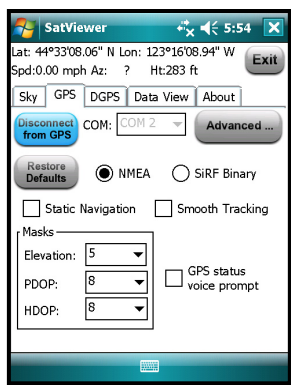 SatViewer 5:54
Lat: 44°33'08.06" N Lon: 123°16'08.94" W
Spd:0.00 mph Az: ? Ht:283 ft
Exit
Sky GPS DGPS Data View About
Disconnect from GPS COM: COM 2 Advanced ...
Restore Defaults NMEA SiRF Binary
Static Navigation Smooth Tracking
Masks
Elevation: 5
PDOP: 8
HDOP: 8
GPS status
voice prompt